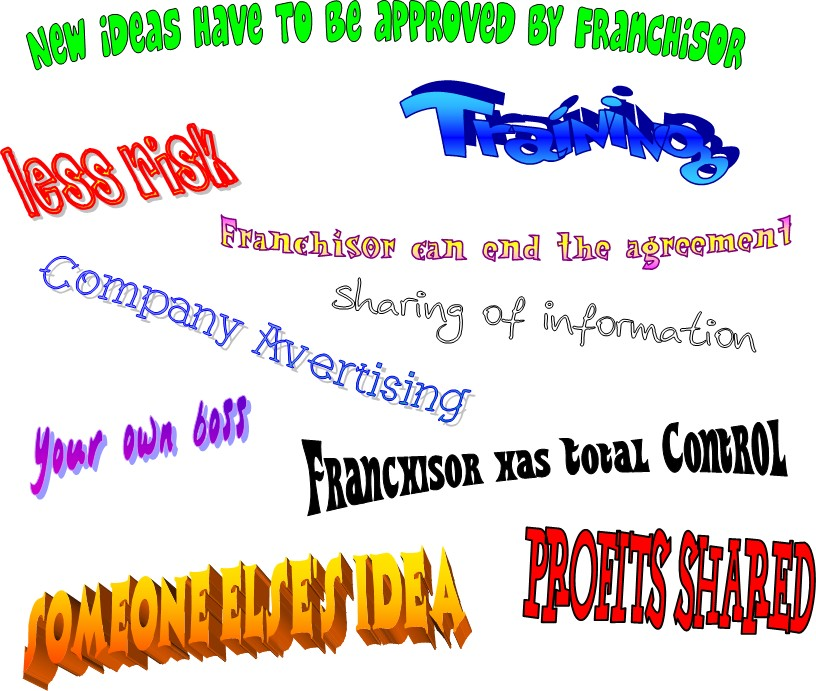 New ideas have to be approved by franchisor
Training
less risk
Franchisor can end the agreement
Company Avertising
Sharing of information
Your own boss
Franchisor has total control
SOMEONE ELSE'S IDEA
PROFITS SHARED